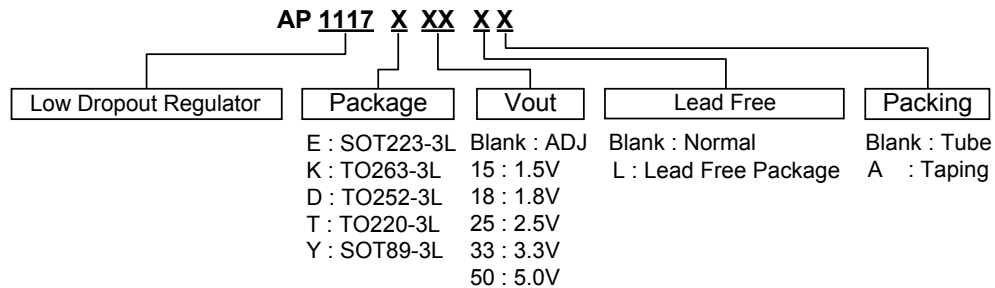 AP 1117 X XX X X
Low Dropout Regulator
Package
Vout
Lead Free
Packing
E : SOT223-3L
K : TO263-3L
D : TO252-3L
T : TO220-3L
Y : SOT89-3L
Blank : ADJ
15 : 1.5V
18 : 1.8V
25 : 2.5V
33 : 3.3V
50 : 5.0V
Blank : Normal
L : Lead Free Package
Blank : Tube
A : Taping